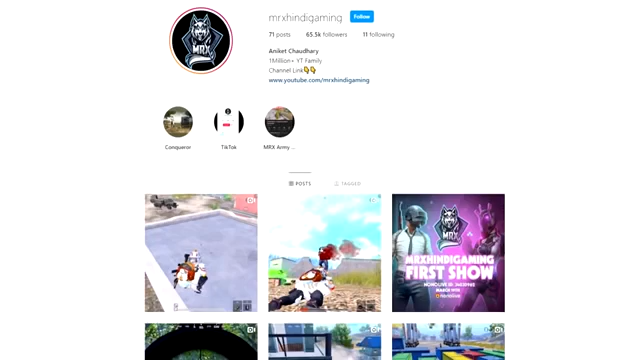 mrxhindigaming Follow
71 posts 65.5k followers 11 following
Aniket Chaudhary
1Million+ YT Family
Channel Link👇👇
www.youtube.com/mrxhindigaming
MRX
Conqueror TikTok MRX Army ...
POSTS TAGGED
MRX
MRXHINDIGAMING
FIRST SHOW